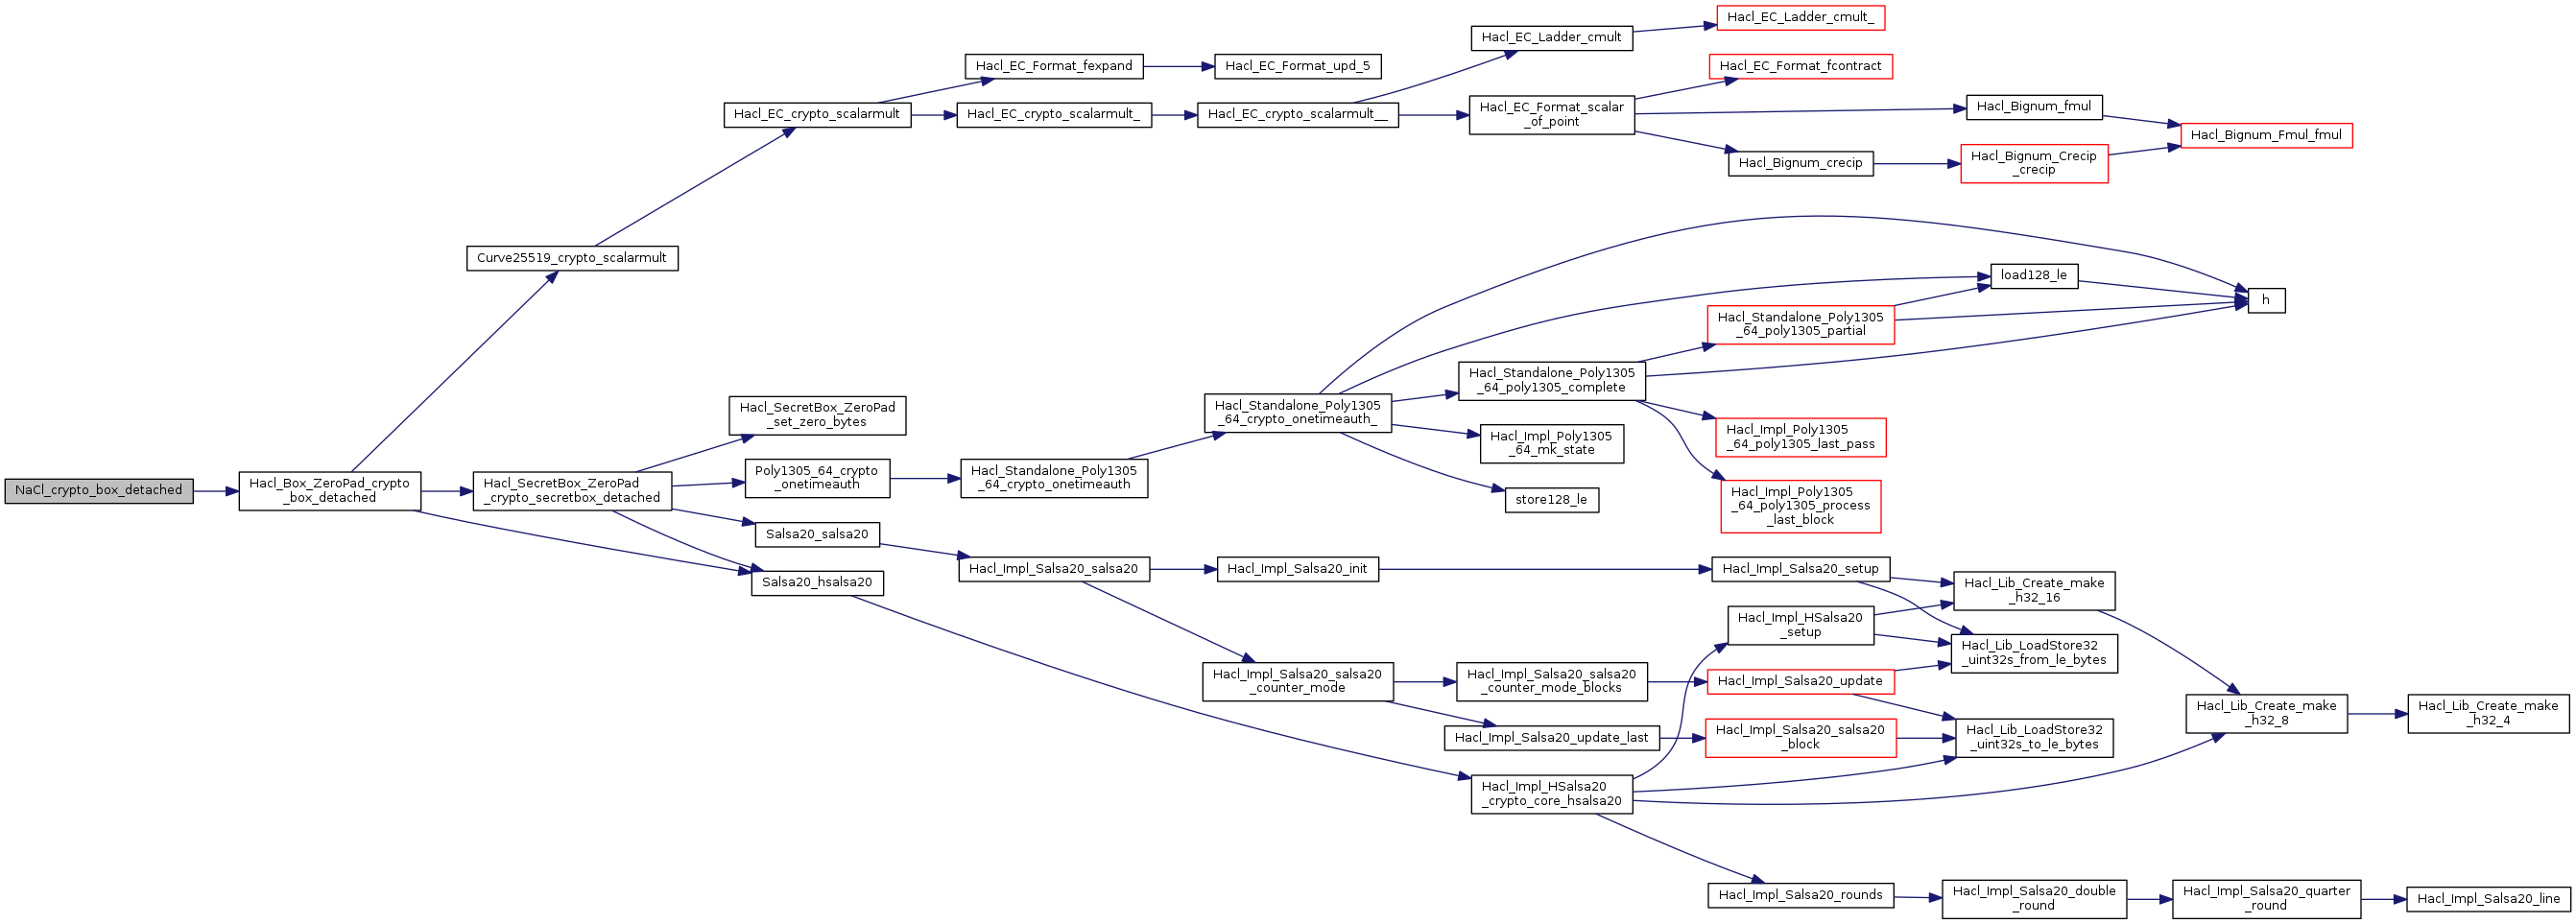 NaCl_crypto_box_detached
Hacl_Box_ZeroPad_crypto
_box_detached
Curve25519_crypto_scalarmult
Hacl_SecretBox_ZeroPad
_crypto_secretbox_detached
Hacl_EC_crypto_scalarmult
Hacl_SecretBox_ZeroPad
_set_zero_bytes
Poly1305_64_crypto
_onetimeauth
Salsa20_salsa20
Salsa20_hsalsa20
Hacl_EC_Format_fexpand
Hacl_EC_crypto_scalarmult_
Hacl_Standalone_Poly1305
_64_crypto_onetimeauth
Hacl_Impl_Salsa20_salsa20
Hacl_EC_Format_upd_5
Hacl_EC_crypto_scalarmult__
Hacl_Standalone_Poly1305
_64_crypto_onetimeauth_
Hacl_Impl_Salsa20_init
Hacl_Impl_Salsa20_salsa20
_counter_mode
Hacl_EC_Ladder_cmult
Hacl_EC_Format_scalar
_of_point
Hacl_Standalone_Poly1305
_64_poly1305_complete
Hacl_Impl_Poly1305
_64_mk_state
store128_le
Hacl_Impl_Salsa20_salsa20
_counter_mode_blocks
Hacl_Impl_Salsa20_update_last
Hacl_Impl_HSalsa20
_crypto_core_hsalsa20
Hacl_EC_Ladder_cmult_
Hacl_EC_Format_fcontract
Hacl_Bignum_crecip
Hacl_Standalone_Poly1305
_64_poly1305_partial
Hacl_Impl_Poly1305
_64_poly1305_last_pass
Hacl_Impl_Poly1305
_64_poly1305_process
_last_block
Hacl_Impl_Salsa20_setup
Hacl_Impl_HSalsa20
_setup
Hacl_Impl_Salsa20_update
Hacl_Impl_Salsa20_salsa20
_block
Hacl_Impl_Salsa20_rounds
Hacl_Bignum_fmul
Hacl_Bignum_Crecip
_crecip
load128_le
Hacl_Lib_Create_make
_h32_16
Hacl_Lib_LoadStore32
_uint32s_from_le_bytes
Hacl_Lib_LoadStore32
_uint32s_to_le_bytes
Hacl_Impl_Salsa20_double
_round
Hacl_Bignum_Fmul_fmul
h
Hacl_Lib_Create_make
_h32_8
Hacl_Impl_Salsa20_quarter
_round
Hacl_Lib_Create_make
_h32_4
Hacl_Impl_Salsa20_line